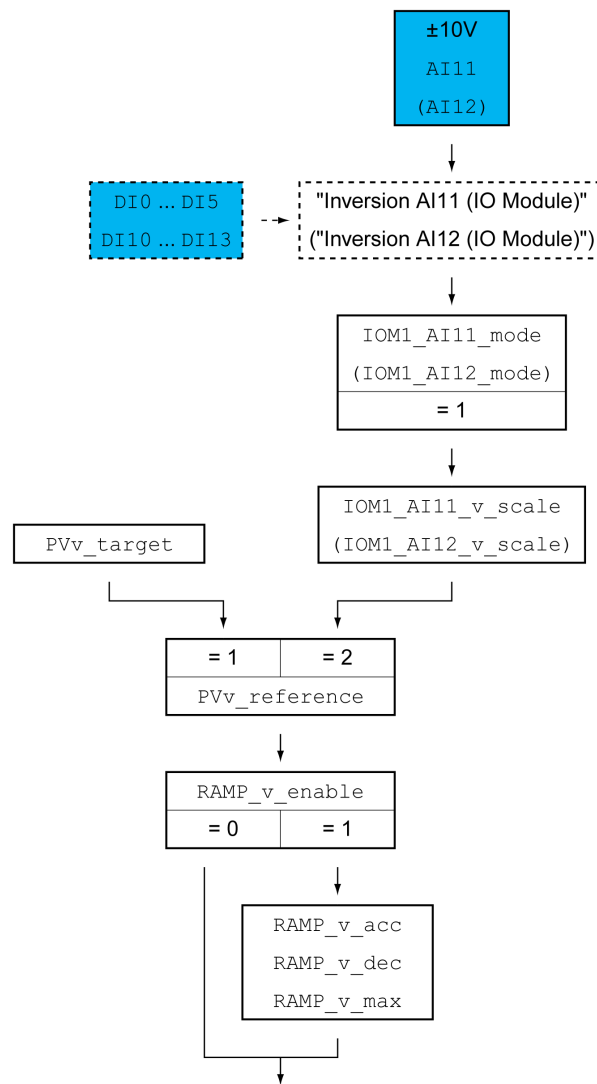 ±10V
AI11
(AI12)
DI0 ... DI5
DI10 ... DI13
"Inversion AI11 (IO Module)"
("Inversion AI12 (IO Module)")
IOM1_AI11_mode
(IOM1_AI12_mode)
= 1
IOM1_AI11_v_scale
(IOM1_AI12_v_scale)
PVv_target
= 1 = 2
PVv_reference
RAMP_v_enable
= 0 = 1
RAMP_v_acc
RAMP_v_dec
RAMP_v_max